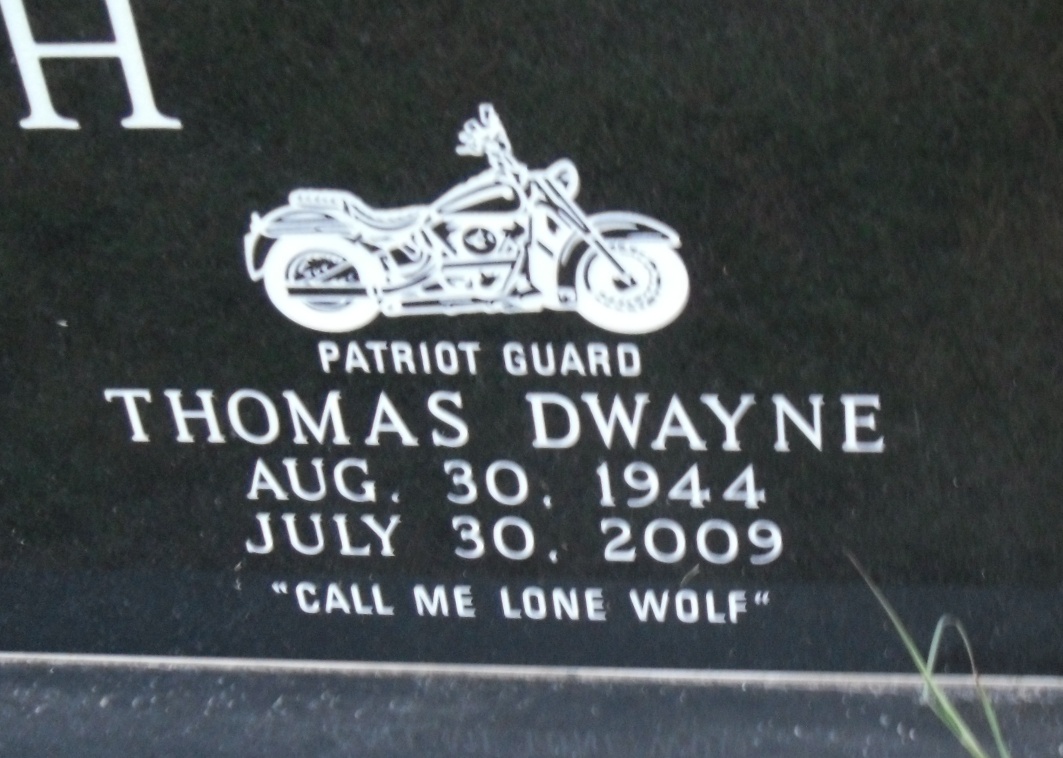 H
PATRIOT GUARD
THOMAS DWAYNE
AUG. 30, 1944
JULY 30, 2009
"CALL ME LONE WOLF"